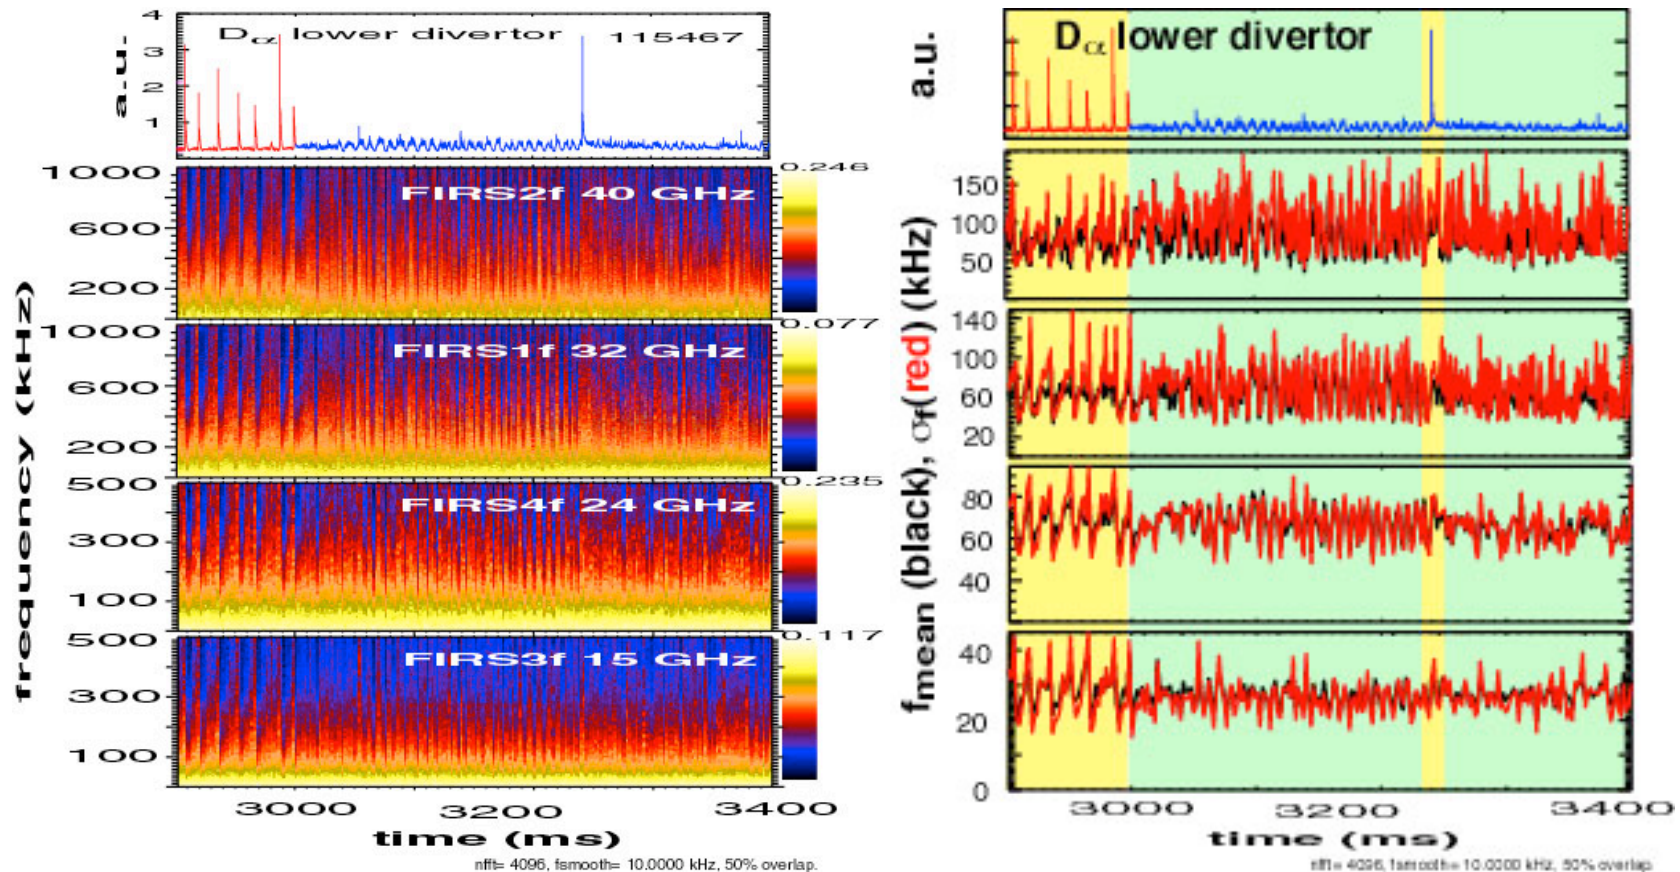 4
3
2
1
a.u.
Dα lower divertor 115467
1000
600
200
FIRS2f 40 GHz
0.246
1000
600
200
FIRS1f 32 GHz
0.077
500
300
100
FIRS4f 24 GHz
0.235
500
300
100
FIRS3f 15 GHz
0.117
frequency (kHz)
3000 3200 3400
time (ms)
nfft= 4096, fsmooth= 10.0000 kHz, 50% overlap.
a.u.
Dα lower divertor
150
100
50
140
100
60
20
80
60
40
40
20
0
fmean (black), σf(red) (kHz)
3000 3200 3400
time (ms)
nfft= 4096, fsmooth= 10.0000 kHz, 50% overlap.